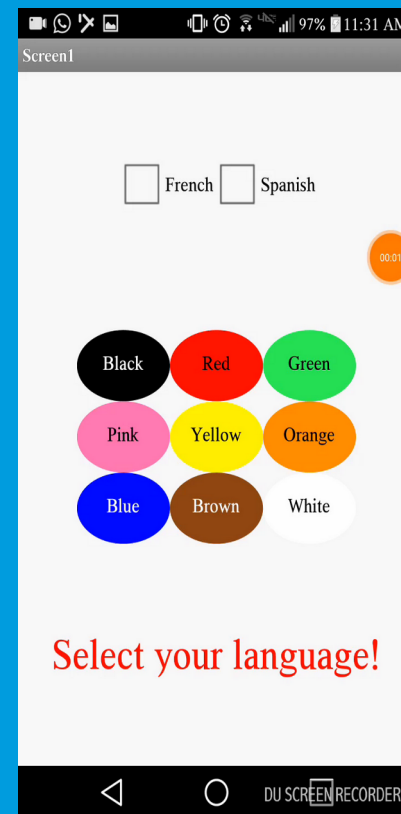 97% 11:31 AM
Screen1
French Spanish
00:01
Black Red Green
Pink Yellow Orange
Blue Brown White
Select your language!
DU SCREEN RECORDER